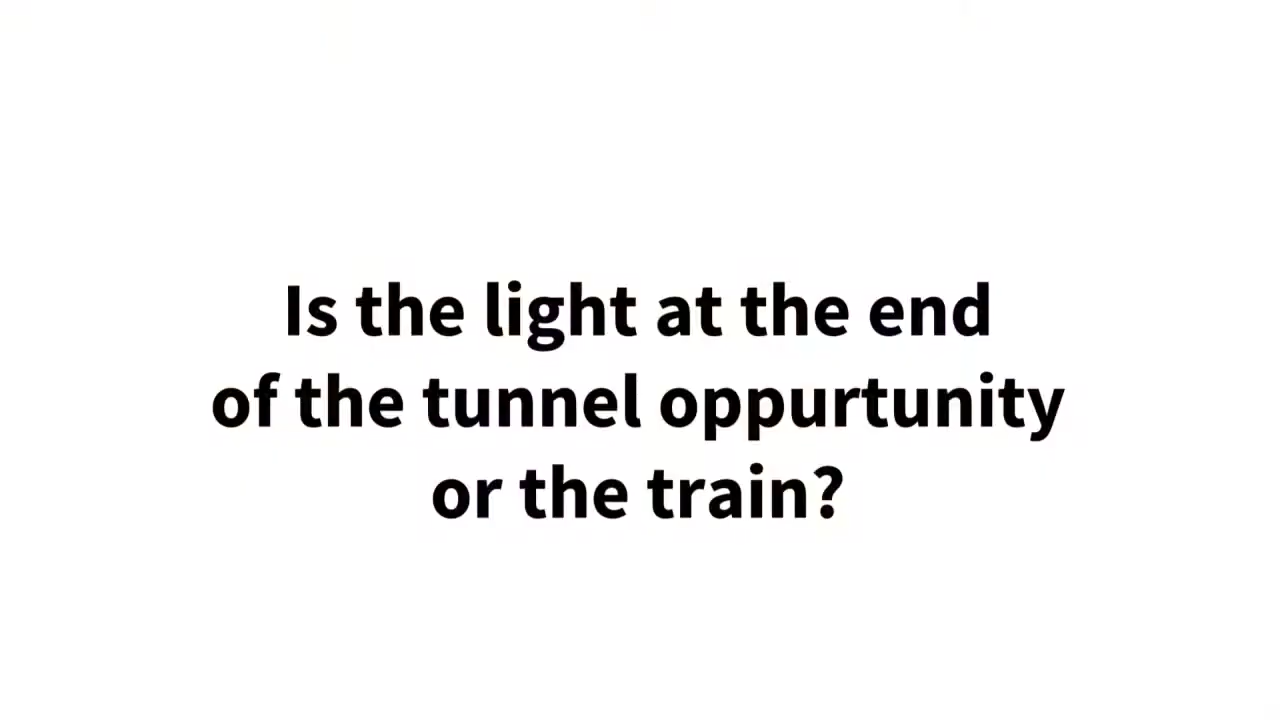 Is the light at the end
of the tunnel oppurtunity
or the train?